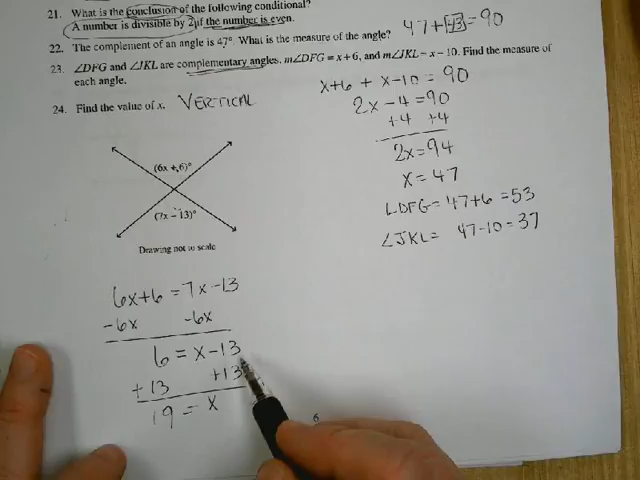 21. What is the conclusion of the following conditional?
A number is divisible by 2 if the number is even.
47+43=90
22. The complement of an angle is 47°. What is the measure of the angle?
23. ∠DFG and ∠JKL are complementary angles. m∠DFG = x + 6, and m∠JKL = x − 10. Find the measure of
each angle.
x+6 + x-10 = 90
2x -4 = 90
+4 +4
2x = 94
x = 47
∠DFG = 47+6 = 53
∠JKL = 47-10 = 37
24. Find the value of x. VERTICAL
(6x + 6)°
(7x − 13)°
Drawing not to scale
6x+6 = 7x -13
-6x -6x
6 = x -13
+13 +13
19 = x
6